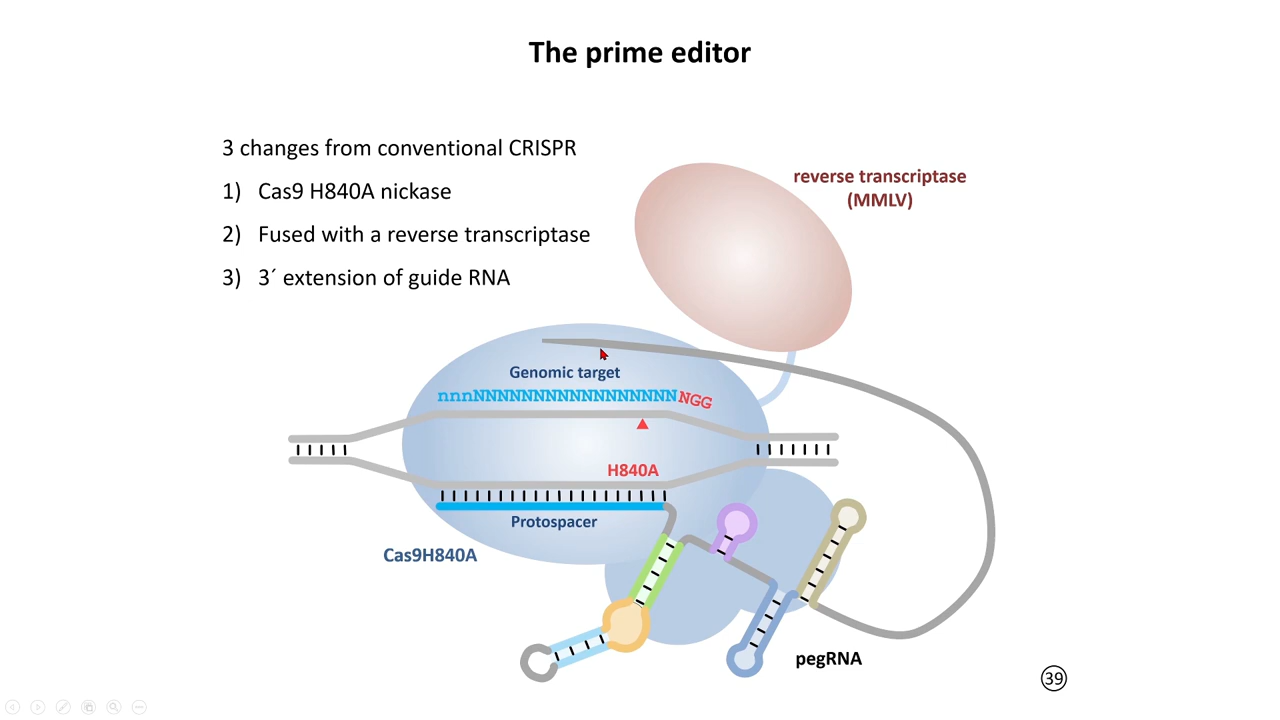 The prime editor
3 changes from conventional CRISPR
1) Cas9 H840A nickase
2) Fused with a reverse transcriptase
3) 3´ extension of guide RNA
reverse transcriptase
(MMLV)
Genomic target
nnnNNNNNNNNNNNNNNNNNNGG
H840A
Protospacer
Cas9H840A
pegRNA
39